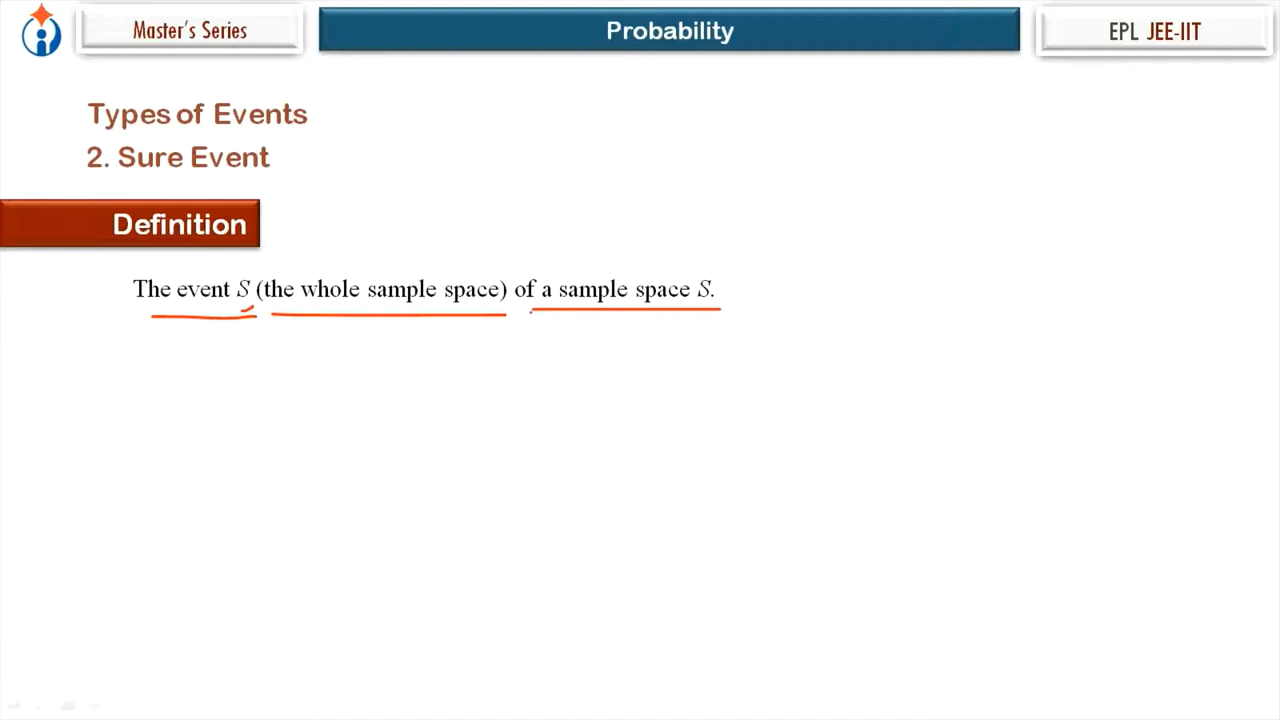 Master's Series
Probability
EPL JEE-IIT
Types of Events
2. Sure Event
Definition
The event S (the whole sample space) of a sample space S.